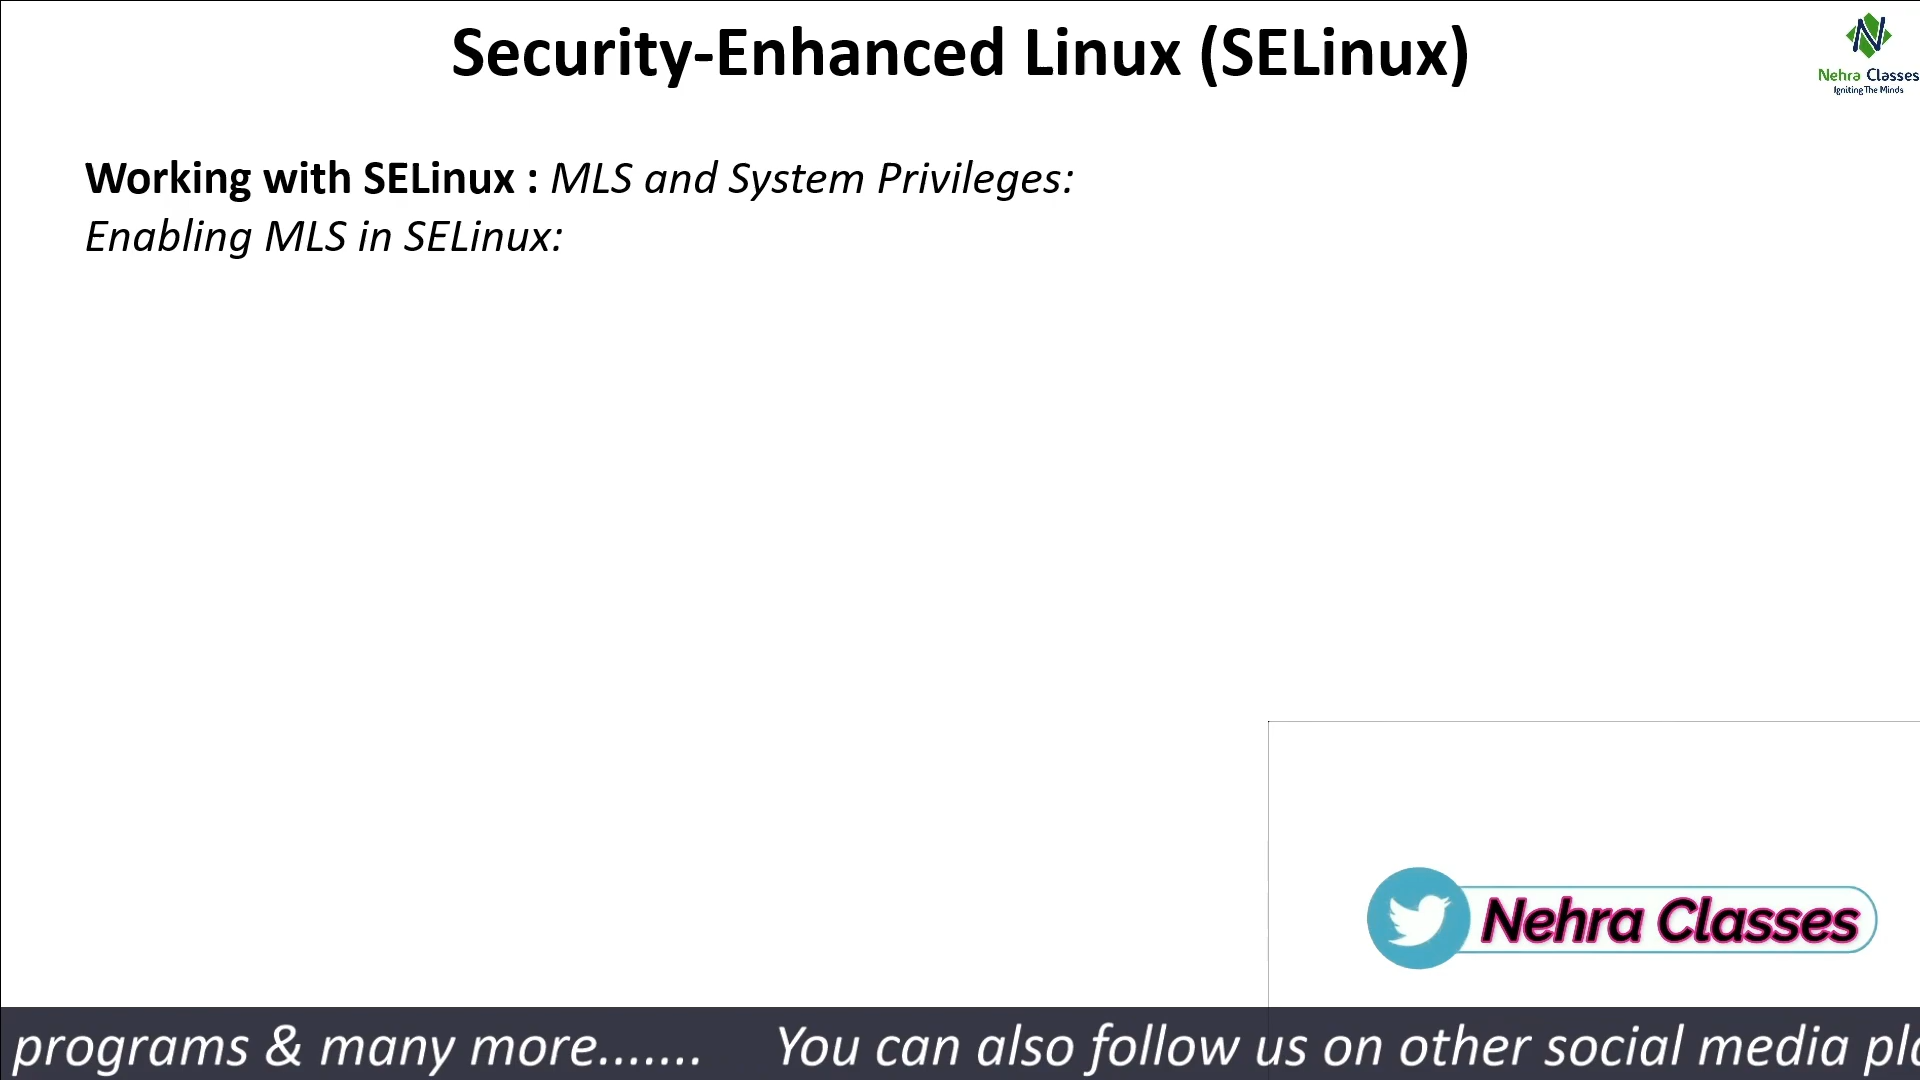 Security-Enhanced Linux (SELinux)
Nehra Classes
Igniting The Minds
Working with SELinux : MLS and System Privileges:
Enabling MLS in SELinux:
Nehra Classes
programs & many more....... You can also follow us on other social media